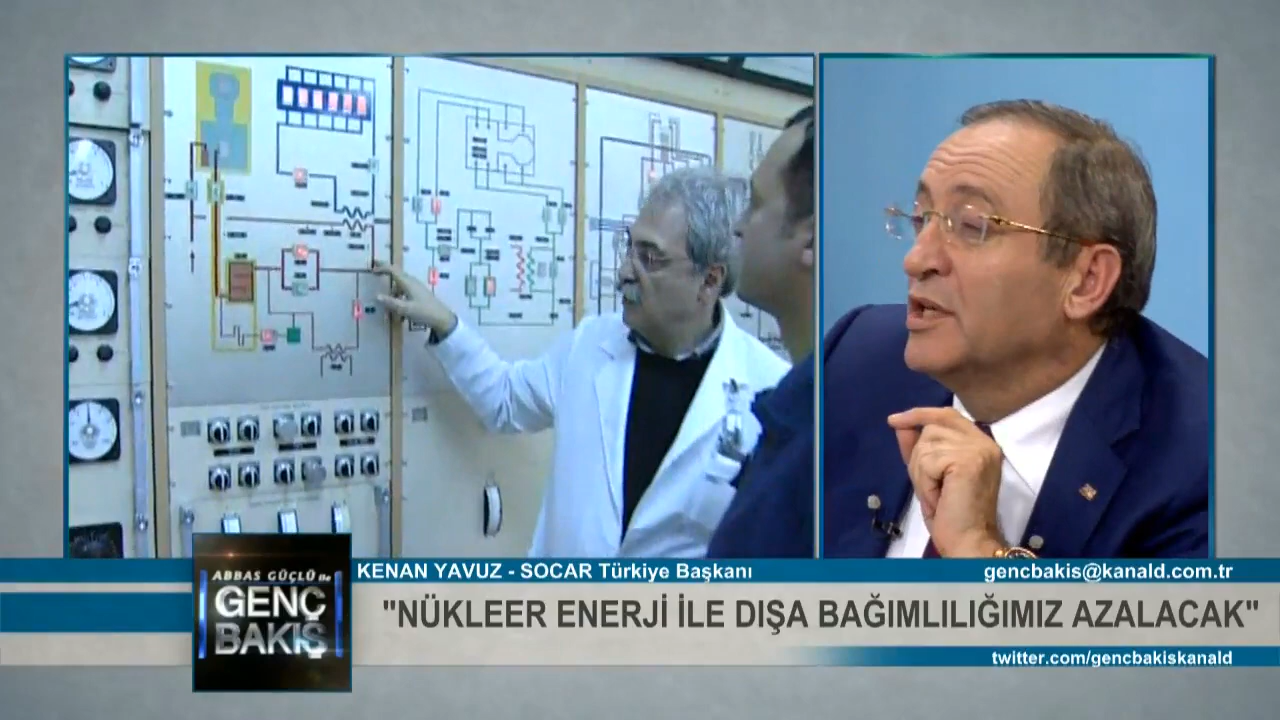 ABBAS GÜÇLÜ ile
GENÇ
BAKIŞ
KENAN YAVUZ - SOCAR Türkiye Başkanı
gencbakis@kanald.com.tr
"NÜKLEER ENERJİ İLE DIŞA BAĞIMLILIĞIMIZ AZALACAK"
twitter.com/gencbakiskanald